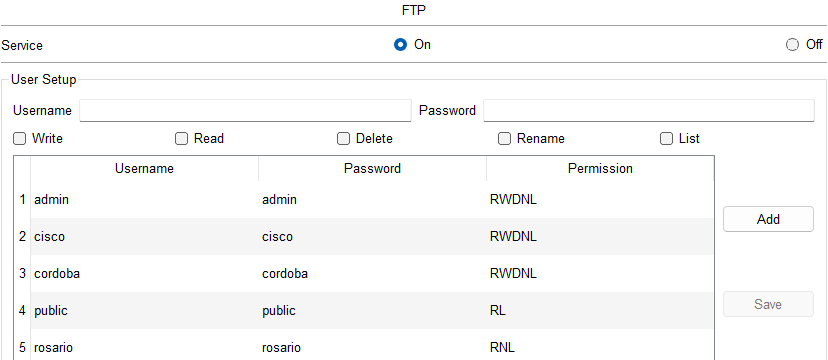 FTP
Service On Off
User Setup
Username Password
Write Read Delete Rename List
Username Password Permission
1 admin admin RWDNL
Add
2 cisco cisco RWDNL
3 cordoba cordoba RWDNL
4 public public RL
Save
5 rosario rosario RNL